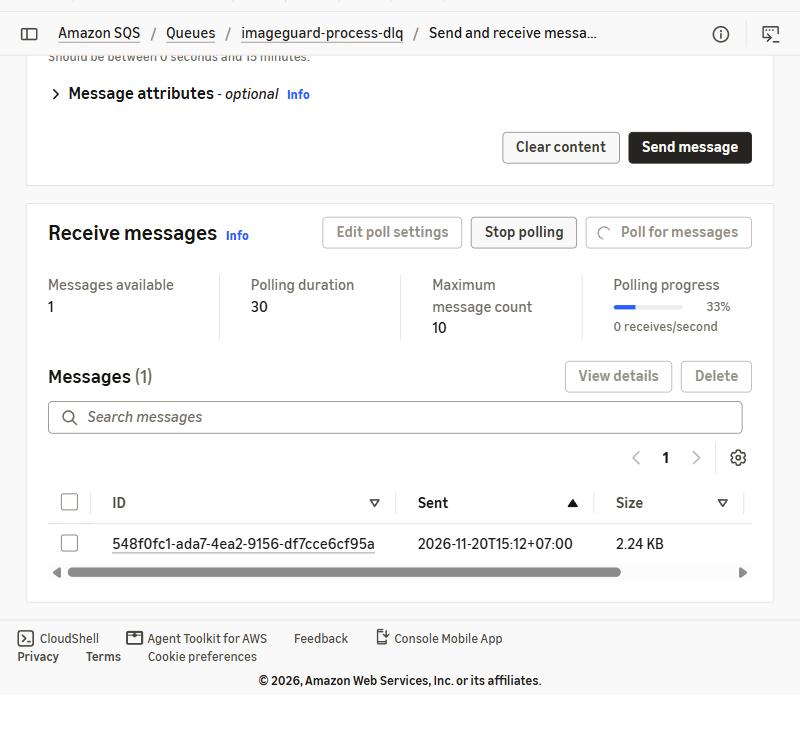 Amazon SQS / Queues / imageguard-process-dlq / Send and receive messa...
Should be between 0 seconds and 15 minutes.
Message attributes - optional Info
Clear content Send message
Receive messages Info Edit poll settings Stop polling Poll for messages
Messages available
1
Polling duration
30
Maximum
message count
10
Polling progress
33%
0 receives/second
Messages (1) View details Delete
Search messages
1
ID Sent Size
548f0fc1-ada7-4ea2-9156-df7cce6cf95a 2026-11-20T15:12+07:00 2.24 KB
CloudShell Agent Toolkit for AWS Feedback Console Mobile App
Privacy Terms Cookie preferences
© 2026, Amazon Web Services, Inc. or its affiliates.